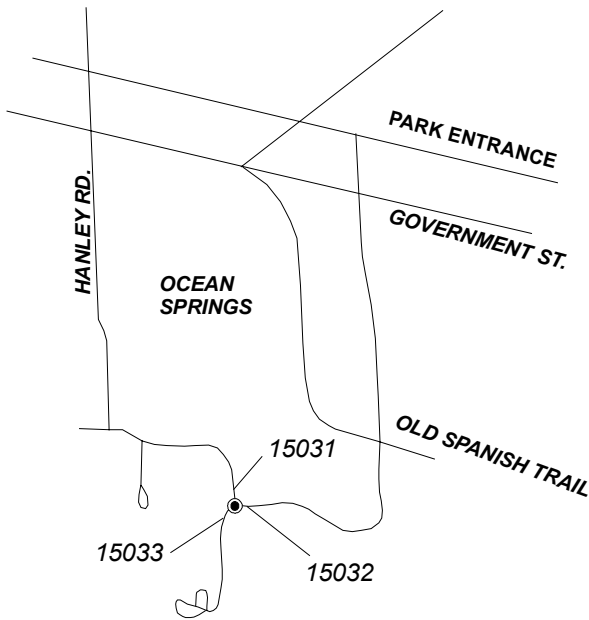 PARK ENTRANCE
HANLEY RD.
GOVERNMENT ST.
OCEAN
SPRINGS
OLD SPANISH TRAIL
15031
15033
15032